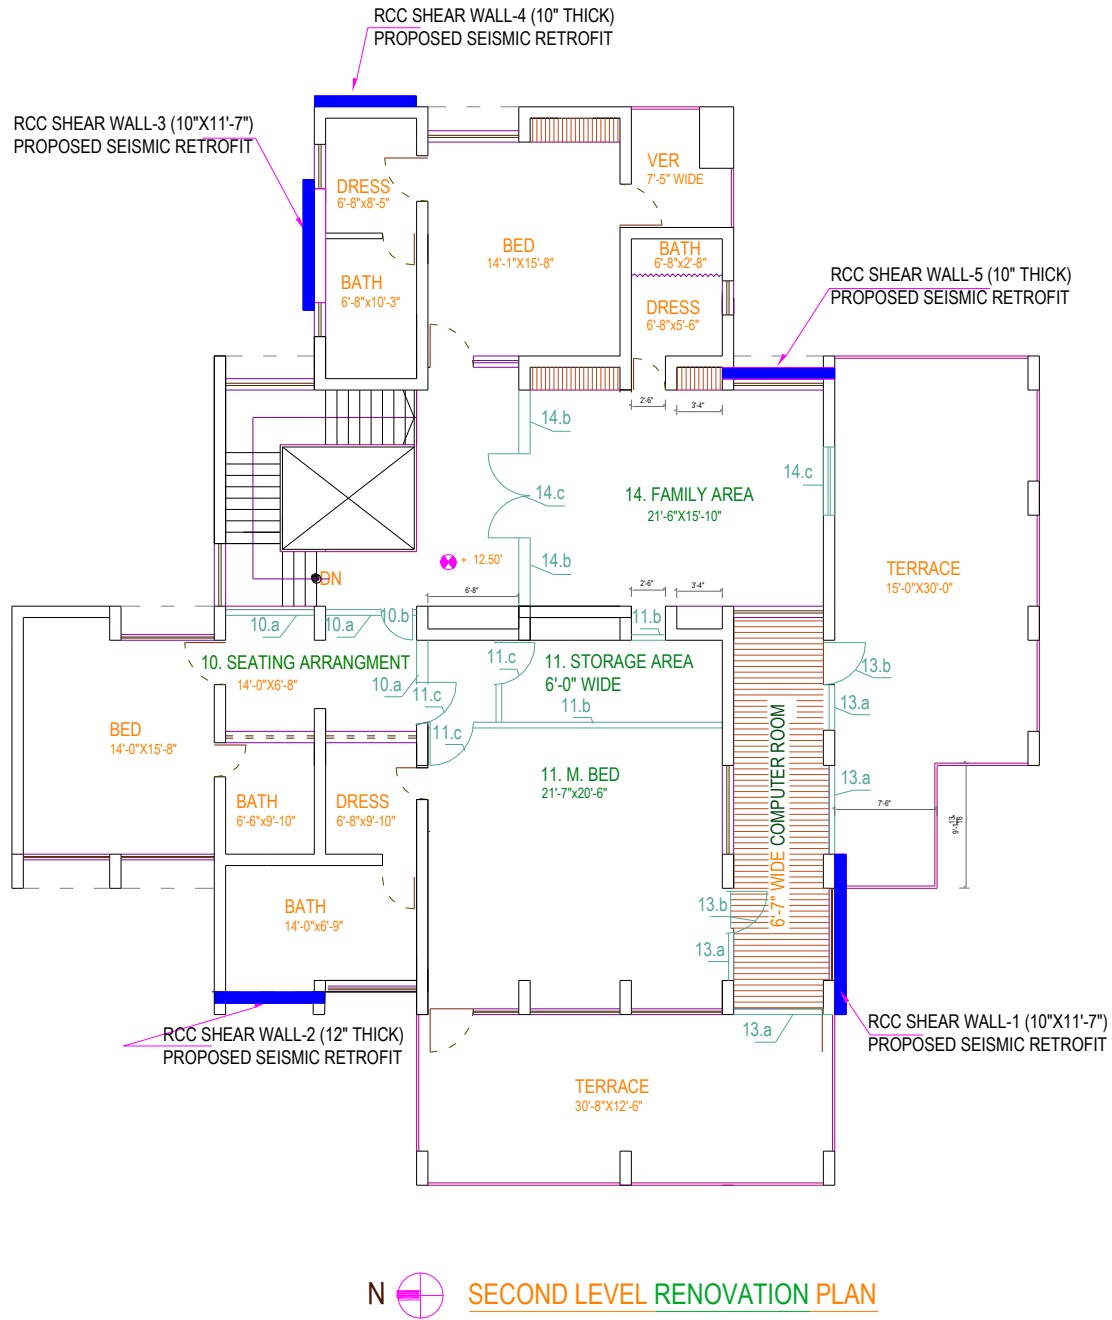 RCC SHEAR WALL-4 (10" THICK)
PROPOSED SEISMIC RETROFIT
RCC SHEAR WALL-3 (10"X11'-7")
PROPOSED SEISMIC RETROFIT
VER
7'-5" WIDE
DRESS
6'-8"x8'-5"
BED
14'-1"X15'-8"
BATH
6'-8"x2'-8"
BATH
6'-8"x10'-3"
RCC SHEAR WALL-5 (10" THICK)
PROPOSED SEISMIC RETROFIT
DRESS
6'-8"x5'-6"
2'-6"
3'-4"
14.b
14.c
14.c
14. FAMILY AREA
21'-6"X15'-10"
14.b
+ 12.50'
DN
TERRACE
15'-0"X30'-0"
6'-8"
2'-6"
3'-4"
10.a
10.a
10.b
11.b
10. SEATING ARRANGMENT
14'-0"X6'-8"
10.a
11.c
11.c
11. STORAGE AREA
6'-0" WIDE
11.b
13.b
13.a
BED
14'-0"X15'-8"
11.c
11. M. BED
21'-7"x20'-6"
6'-7" WIDE COMPUTER ROOM
13.a
BATH
6'-6"x9'-10"
DRESS
6'-8"x9'-10"
7'-6"
9'-1 13/16
BATH
14'-0"x6'-9"
13.b
13.a
RCC SHEAR WALL-2 (12" THICK)
PROPOSED SEISMIC RETROFIT
13.a
RCC SHEAR WALL-1 (10"X11'-7")
PROPOSED SEISMIC RETROFIT
TERRACE
30'-8"X12'-6"
N
SECOND LEVEL RENOVATION PLAN